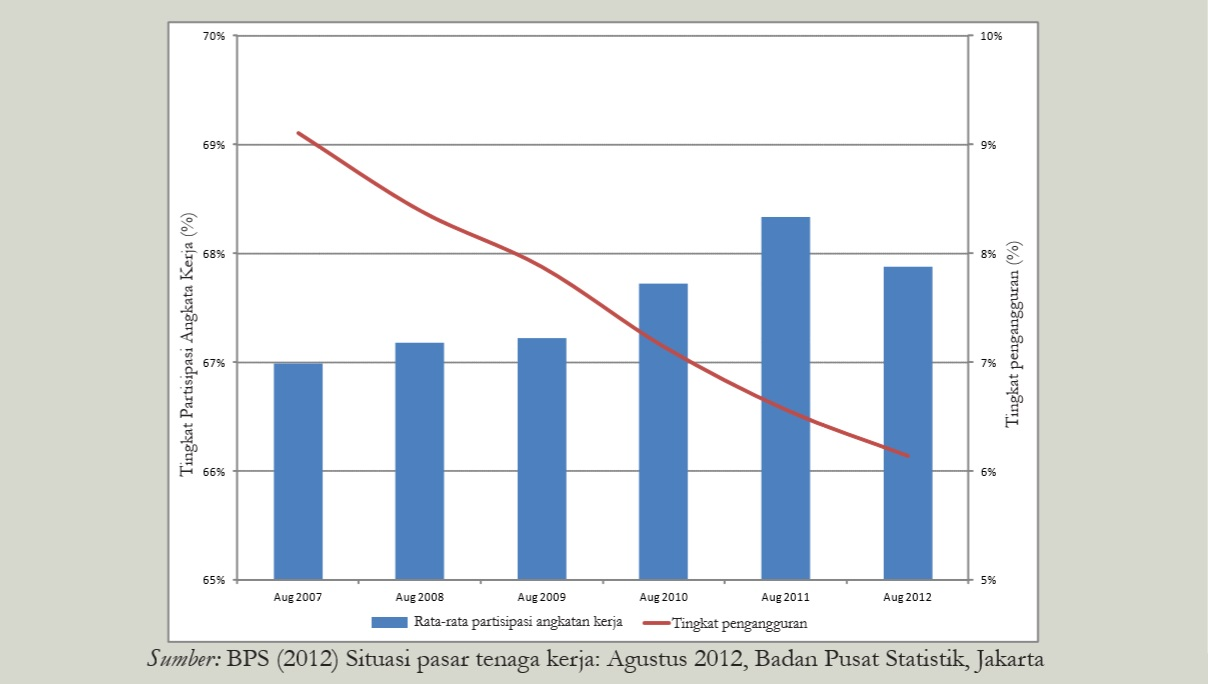 70%
69%
68%
67%
66%
65%
Tingkat Partisipasi Angkata Kerja (%)
10%
9%
8%
7%
6%
5%
Tingkat pengangguran (%)
Aug 2007 Aug 2008 Aug 2009 Aug 2010 Aug 2011 Aug 2012
Rata-rata partisipasi angkatan kerja Tingkat pengangguran
Sumber: BPS (2012) Situasi pasar tenaga kerja: Agustus 2012, Badan Pusat Statistik, Jakarta